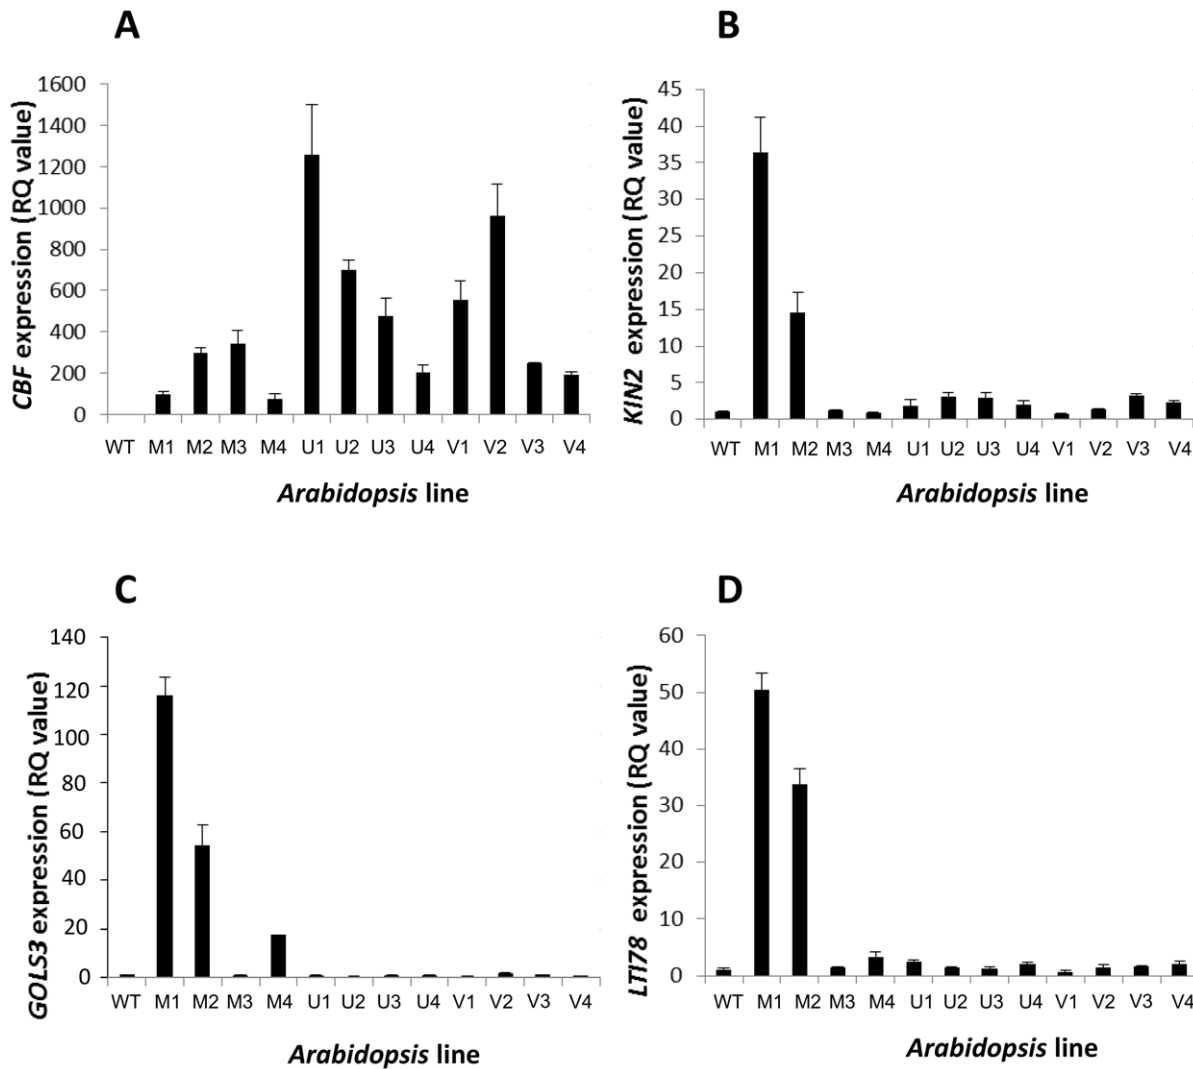 A
CBF expression (RQ value)
1600
1400
1200
1000
800
600
400
200
0
WT M1 M2 M3 M4 U1 U2 U3 U4 V1 V2 V3 V4
Arabidopsis line
B
KIN2 expression (RQ value)
45
40
35
30
25
20
15
10
5
0
WT M1 M2 M3 M4 U1 U2 U3 U4 V1 V2 V3 V4
Arabidopsis line
C
GOLS3 expression (RQ value)
140
120
100
80
60
40
20
0
WT M1 M2 M3 M4 U1 U2 U3 U4 V1 V2 V3 V4
Arabidopsis line
D
LTI78 expression (RQ value)
60
50
40
30
20
10
0
WT M1 M2 M3 M4 U1 U2 U3 U4 V1 V2 V3 V4
Arabidopsis line